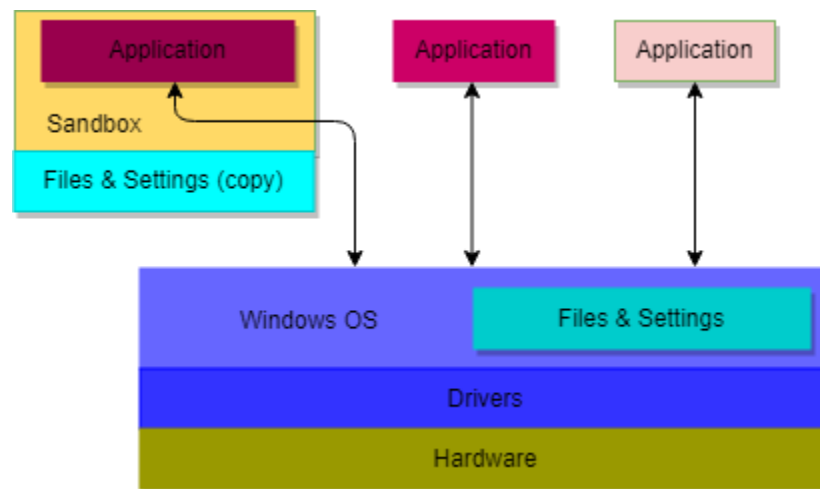 Application
Application
Application
Sandbox
Files & Settings (copy)
Windows OS
Files & Settings
Drivers
Hardware